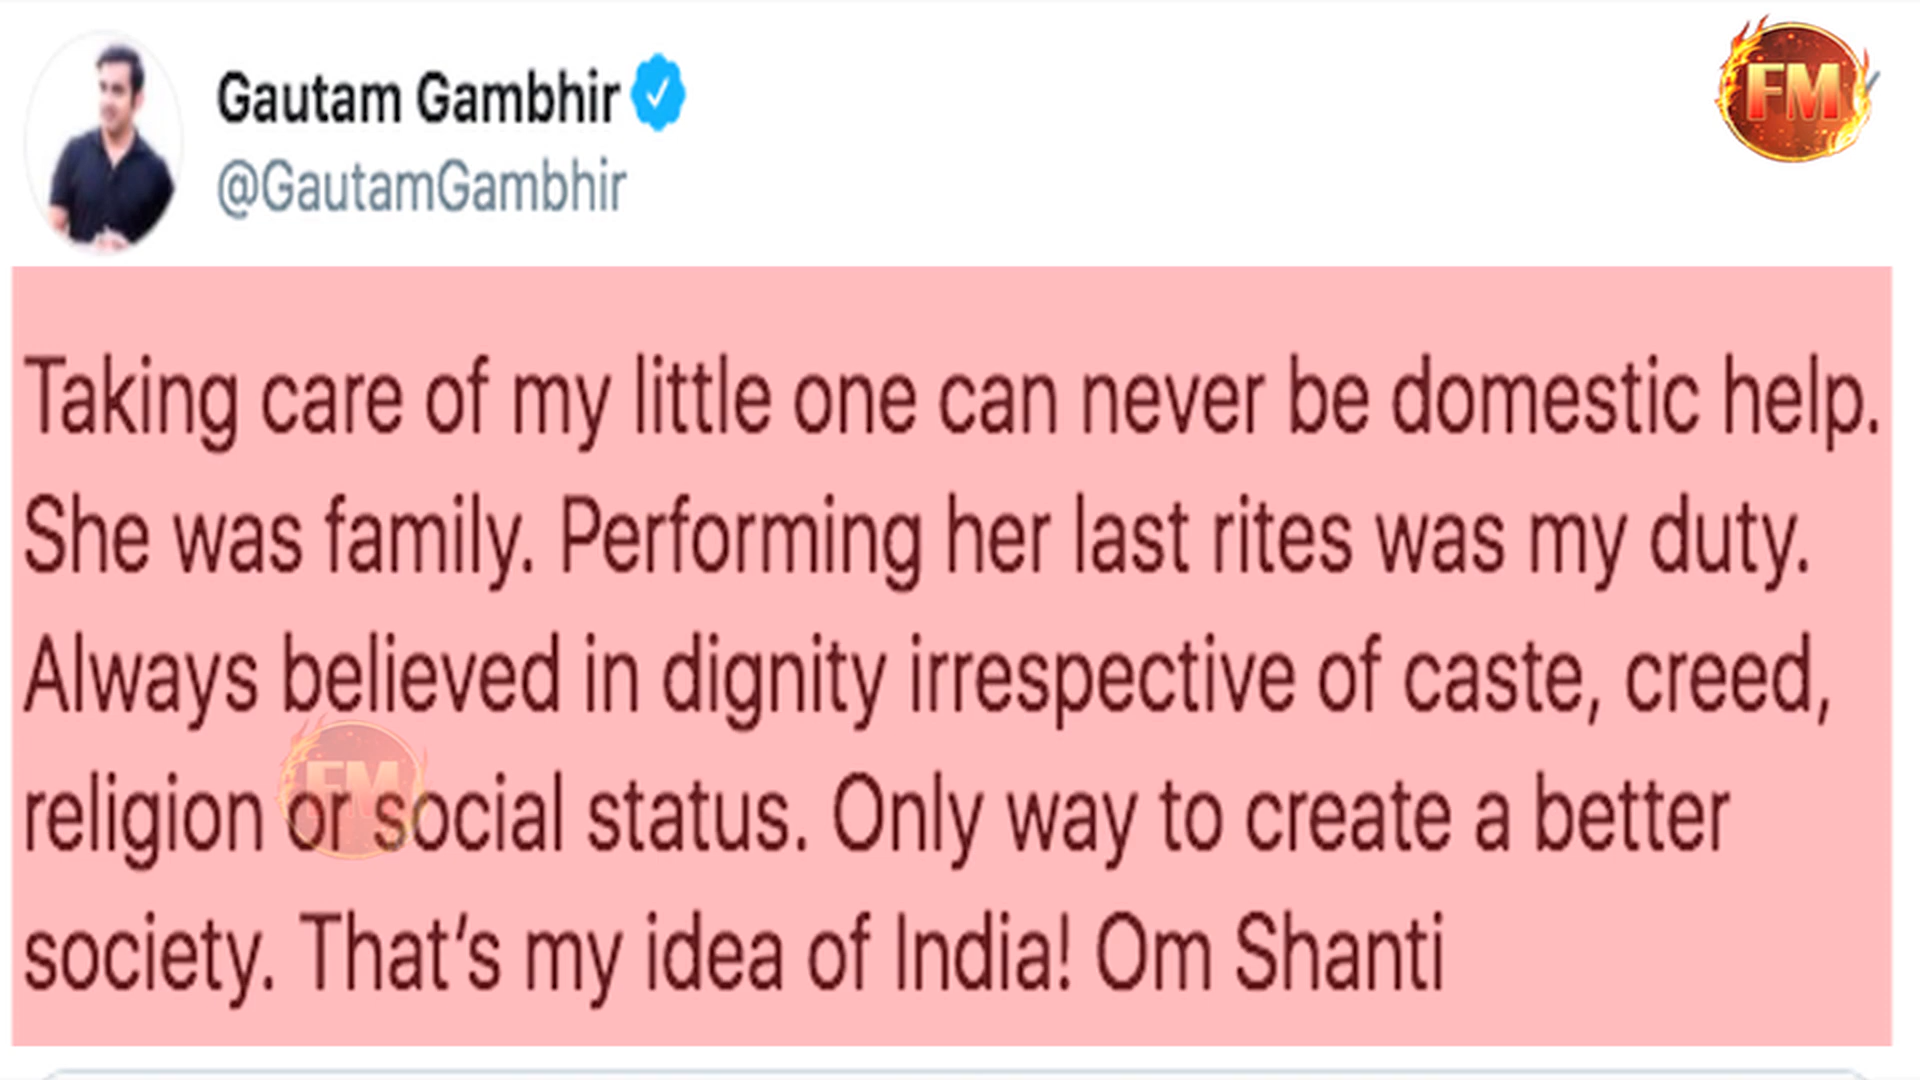 Gautam Gambhir
@GautamGambhir
FM
Taking care of my little one can never be domestic help.
She was family. Performing her last rites was my duty.
Always believed in dignity irrespective of caste, creed,
religion or social status. Only way to create a better
society. That’s my idea of India! Om Shanti
FM